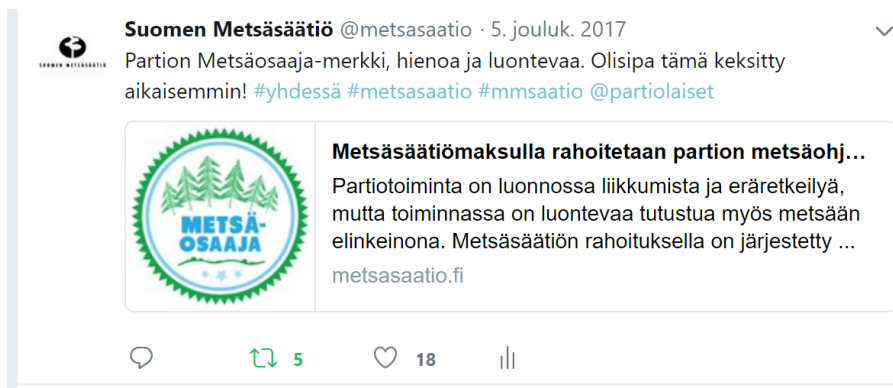 Suomen Metsäsäätiö @metsasaatio · 5. jouluk. 2017
SUOMEN METSÄSÄÄTIÖ
Partion Metsäosaaja-merkki, hienoa ja luontevaa. Olisipa tämä keksitty
aikaisemmin! #yhdessä #metsasaatio #mmsaatio @partiolaiset
METSÄ-
OSAAJA
Metsäsäätiömaksulla rahoitetaan partion metsäohj...
Partiotoiminta on luonnossa liikkumista ja eräretkeilyä,
mutta toiminnassa on luontevaa tutustua myös metsään
elinkeinona. Metsäsäätiön rahoituksella on järjestetty ...
metsasaatio.fi
5 18